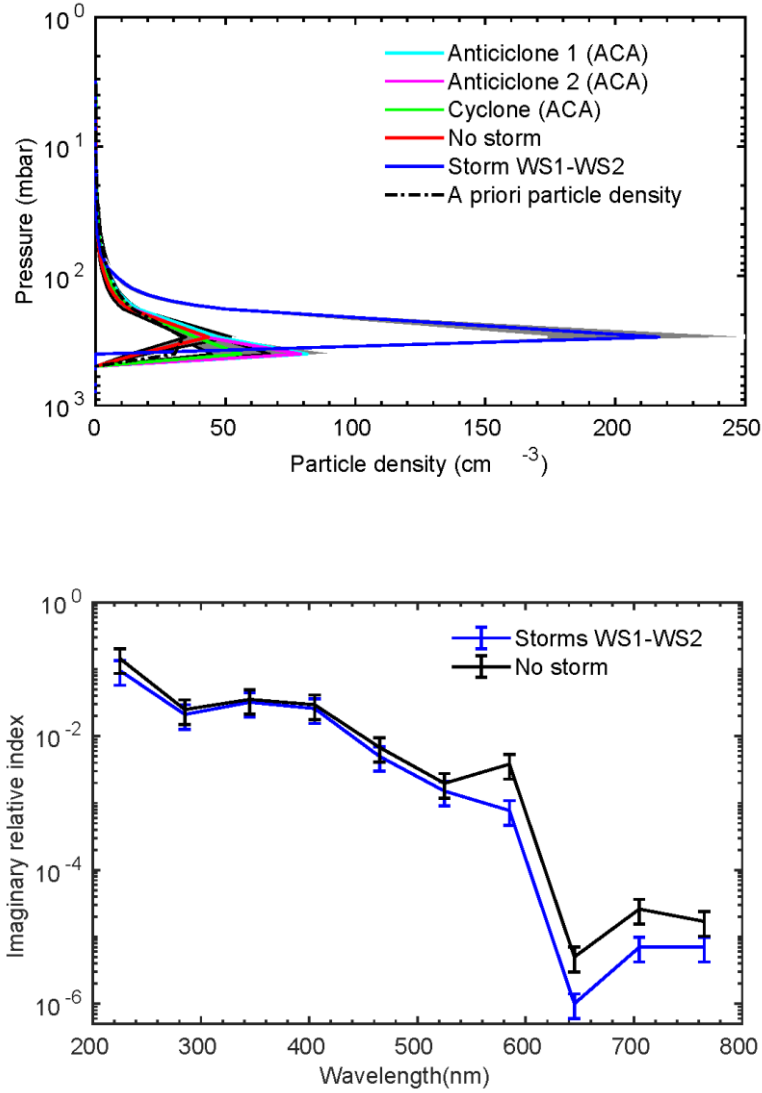 10^0
Anticiclone 1 (ACA)
Anticiclone 2 (ACA)
Cyclone (ACA)
No storm
Storm WS1-WS2
A priori particle density
10^1
10^2
10^3
Pressure (mbar)
0 50 100 150 200 250
Particle density (cm -3)
10^0
Storms WS1-WS2
No storm
10^-2
10^-4
10^-6
Imaginary relative index
200 300 400 500 600 700 800
Wavelength(nm)